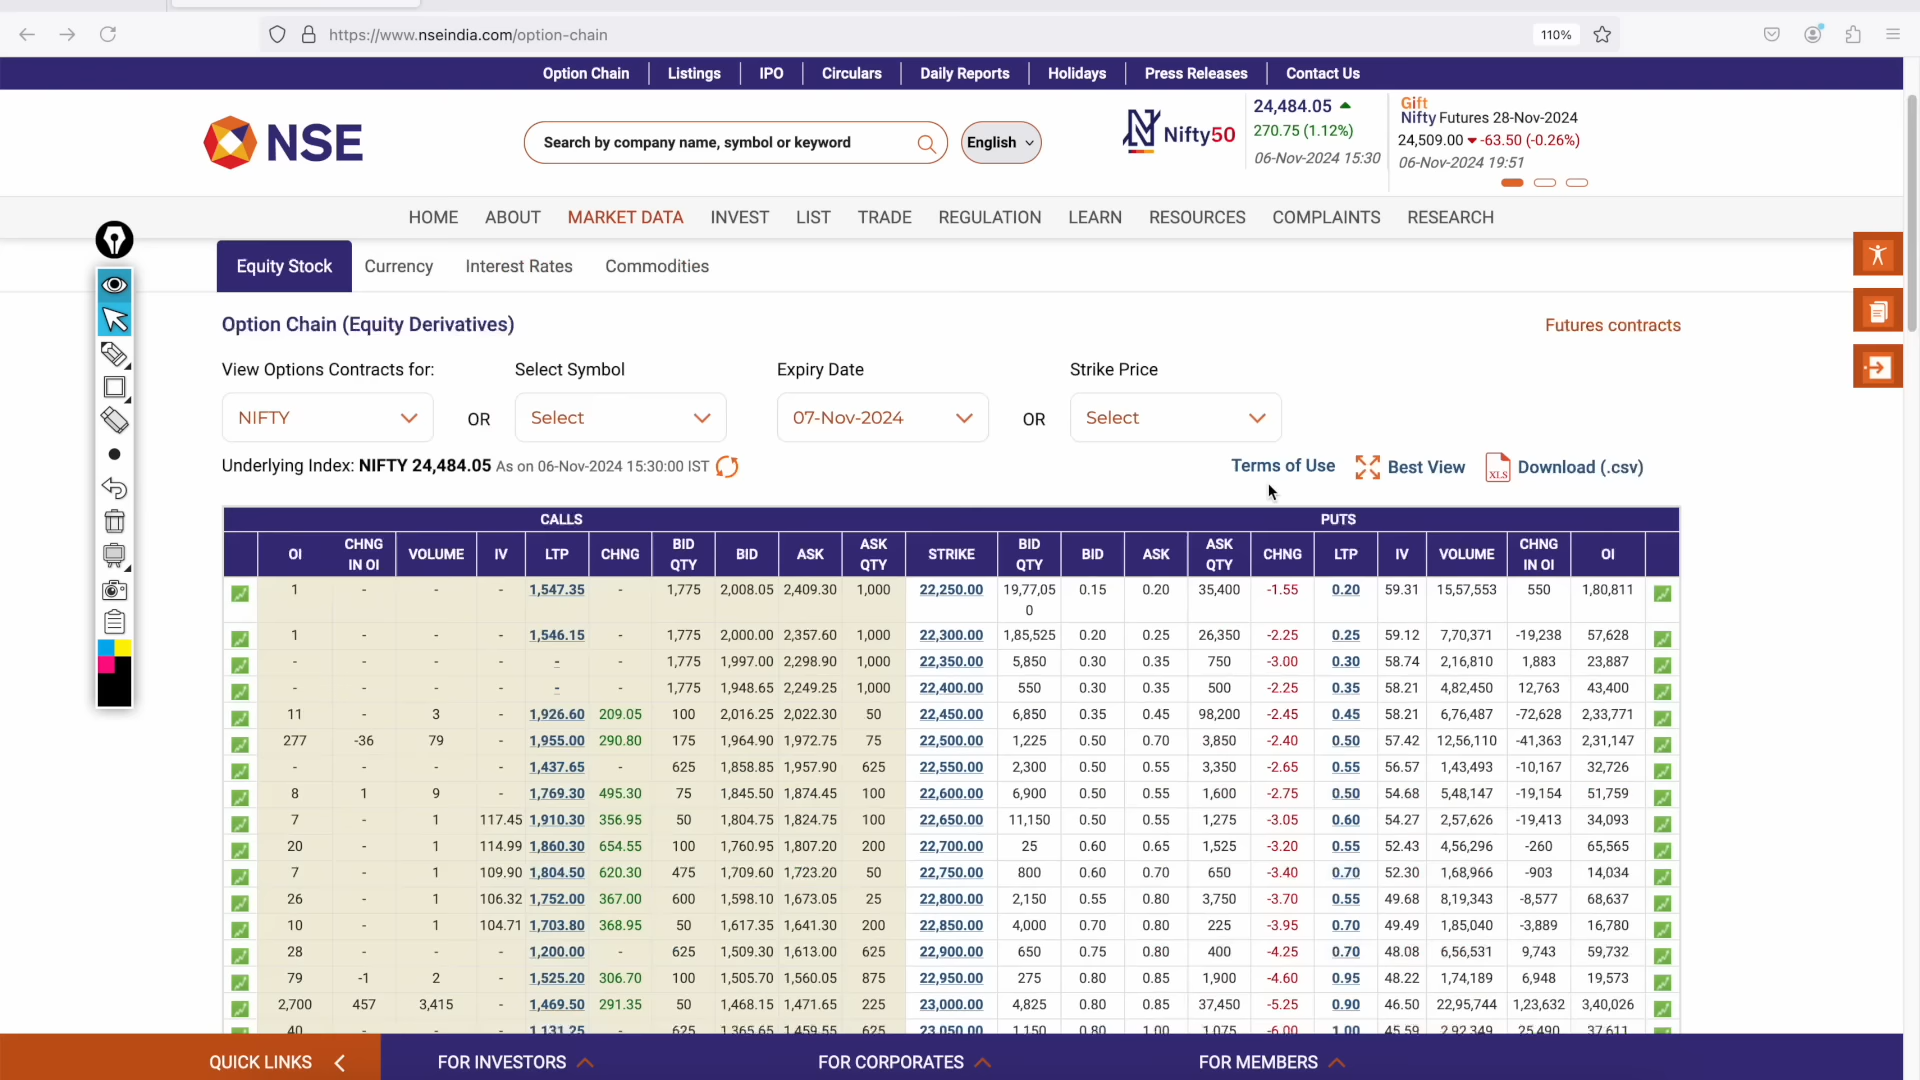 https://www.nseindia.com/option-chain 110%
Option Chain Listings IPO Circulars Daily Reports Holidays Press Releases Contact Us
NSE
Search by company name, symbol or keyword
English
Nifty50
24,484.05
270.75 (1.12%)
06-Nov-2024 15:30
Gift
Nifty Futures 28-Nov-2024
24,509.00 -63.50 (-0.26%)
06-Nov-2024 19:51
HOME ABOUT MARKET DATA INVEST LIST TRADE REGULATION LEARN RESOURCES COMPLAINTS RESEARCH
Equity Stock Currency Interest Rates Commodities
Option Chain (Equity Derivatives) Futures contracts
View Options Contracts for: Select Symbol Expiry Date Strike Price
NIFTY OR Select 07-Nov-2024 OR Select
Underlying Index: NIFTY 24,484.05 As on 06-Nov-2024 15:30:00 IST Terms of Use Best View XLS Download (.csv)
CALLS PUTS
OI CHNG IN OI VOLUME IV LTP CHNG BID QTY BID ASK ASK QTY STRIKE BID QTY BID ASK ASK QTY CHNG LTP IV VOLUME CHNG IN OI OI
1 - - - 1,547.35 - 1,775 2,008.05 2,409.30 1,000 22,250.00 19,77,050 0.15 0.20 35,400 -1.55 0.20 59.31 15,57,553 550 1,80,811
1 - - - 1,546.15 - 1,775 2,000.00 2,357.60 1,000 22,300.00 1,85,525 0.20 0.25 26,350 -2.25 0.25 59.12 7,70,371 -19,238 57,628
- - - - - - 1,775 1,997.00 2,298.90 1,000 22,350.00 5,850 0.30 0.35 750 -3.00 0.30 58.74 2,16,810 1,883 23,887
- - - - - - 1,775 1,948.65 2,249.25 1,000 22,400.00 550 0.30 0.35 500 -2.25 0.35 58.21 4,82,450 12,763 43,400
11 - 3 - 1,926.60 209.05 100 2,016.25 2,022.30 50 22,450.00 6,850 0.35 0.45 98,200 -2.45 0.45 58.21 6,76,487 -72,628 2,33,771
277 -36 79 - 1,955.00 290.80 175 1,964.90 1,972.75 75 22,500.00 1,225 0.50 0.70 3,850 -2.40 0.50 57.42 12,56,110 -41,363 2,31,147
- - - - 1,437.65 - 625 1,858.85 1,957.90 625 22,550.00 2,300 0.50 0.55 3,350 -2.65 0.55 56.57 1,43,493 -10,167 32,726
8 1 9 - 1,769.30 495.30 75 1,845.50 1,874.45 100 22,600.00 6,900 0.50 0.55 1,600 -2.75 0.50 54.68 5,48,147 -19,154 51,759
7 - 1 117.45 1,910.30 356.95 50 1,804.75 1,824.75 100 22,650.00 11,150 0.50 0.55 1,275 -3.05 0.60 54.27 2,57,626 -19,413 34,093
20 - 1 114.99 1,860.30 654.55 100 1,760.95 1,807.20 200 22,700.00 25 0.60 0.65 1,525 -3.20 0.55 52.43 4,56,296 -260 65,565
7 - 1 109.90 1,804.50 620.30 475 1,709.60 1,723.20 50 22,750.00 800 0.60 0.70 650 -3.40 0.70 52.30 1,68,966 -903 14,034
26 - 1 106.32 1,752.00 367.00 600 1,598.10 1,673.05 25 22,800.00 2,150 0.55 0.80 3,750 -3.70 0.55 49.68 8,19,343 -8,577 68,637
10 - 1 104.71 1,703.80 368.95 50 1,617.35 1,641.30 200 22,850.00 4,000 0.70 0.80 225 -3.95 0.70 49.49 1,85,040 -3,889 16,780
28 - - - 1,200.00 - 625 1,509.30 1,613.00 625 22,900.00 650 0.75 0.80 400 -4.25 0.70 48.08 6,56,531 9,743 59,732
79 -1 2 - 1,525.20 306.70 100 1,505.70 1,560.05 875 22,950.00 275 0.80 0.85 1,900 -4.60 0.95 48.22 1,74,189 6,948 19,573
2,700 457 3,415 - 1,469.50 291.35 50 1,468.15 1,471.65 225 23,000.00 4,825 0.80 0.85 37,450 -5.25 0.90 46.50 22,95,744 1,23,632 3,40,026
40 - - - 1,131.25 - 625 1,365.65 1,459.55 625 23,050.00 1,150 0.80 1.00 1,075 -6.00 1.00 45.59 2,92,349 25,490 37,611
QUICK LINKS FOR INVESTORS FOR CORPORATES FOR MEMBERS